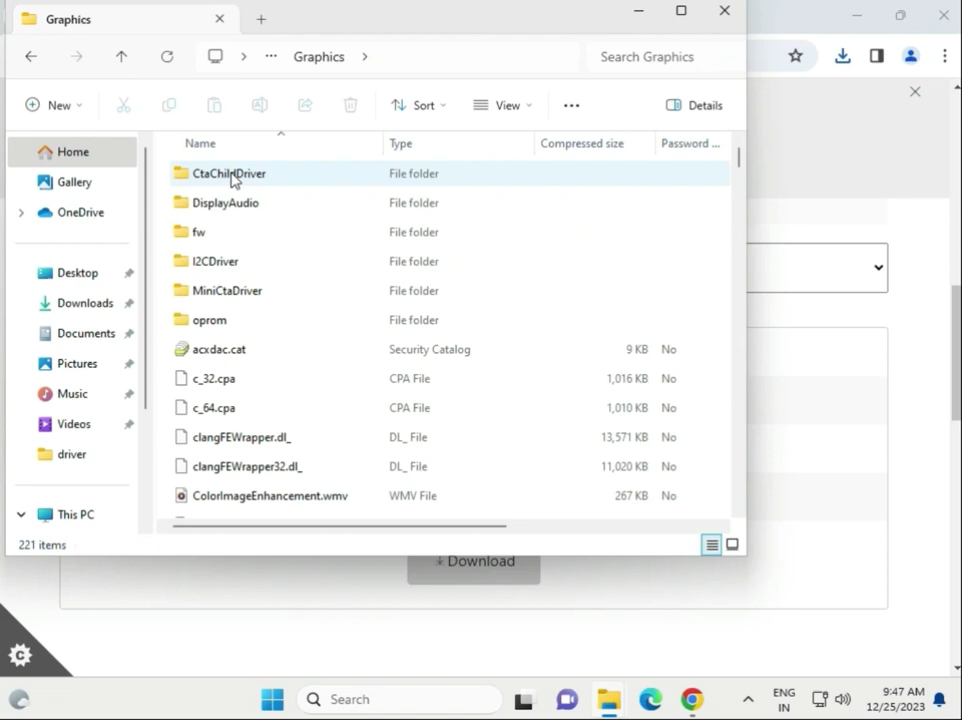 Graphics
Graphics
Search Graphics
New
Sort
View
Details
Name Type Compressed size Password ...
Home
Gallery
OneDrive
Desktop
Downloads
Documents
Pictures
Music
Videos
driver
This PC
CtaChildDriver File folder
DisplayAudio File folder
fw File folder
I2CDriver File folder
MiniCtaDriver File folder
oprom File folder
acxdac.cat Security Catalog 9 KB No
c_32.cpa CPA File 1,016 KB No
c_64.cpa CPA File 1,010 KB No
clangFEWrapper.dl_ DL_ File 13,571 KB No
clangFEWrapper32.dl_ DL_ File 11,020 KB No
ColorImageEnhancement.wmv WMV File 267 KB No
221 items
Download
C
Search
ENG
IN
9:47 AM
12/25/2023